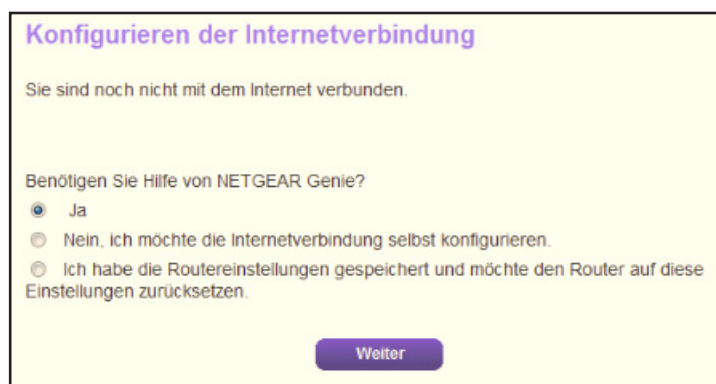 Konfigurieren der Internetverbindung
Sie sind noch nicht mit dem Internet verbunden.
Benötigen Sie Hilfe von NETGEAR Genie?
Ja
Nein, ich möchte die Internetverbindung selbst konfigurieren.
Ich habe die Routereinstellungen gespeichert und möchte den Router auf diese
Einstellungen zurücksetzen.
Weiter